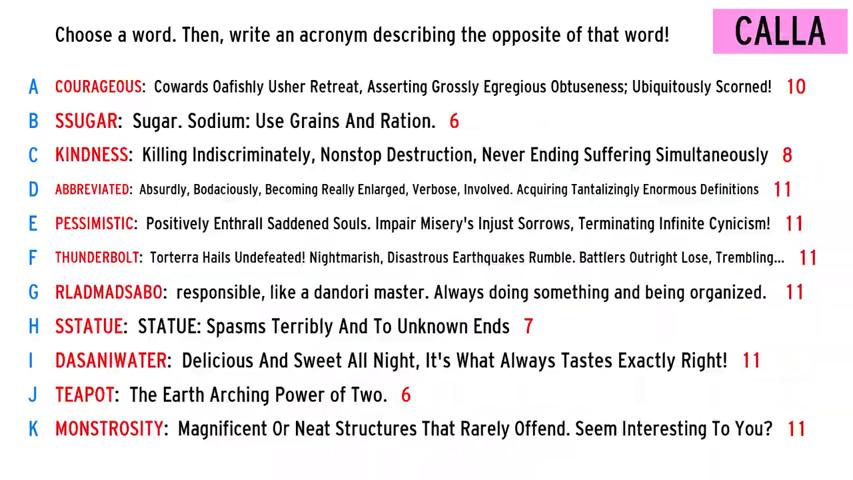 Choose a word. Then, write an acronym describing the opposite of that word!
CALLA
A COURAGEOUS: Cowards Oafishly Usher Retreat, Asserting Grossly Egregious Obtuseness; Ubiquitously Scorned! 10
B SSUGAR: Sugar. Sodium: Use Grains And Ration. 6
C KINDNESS: Killing Indiscriminately, Nonstop Destruction, Never Ending Suffering Simultaneously 8
D ABBREVIATED: Absurdly, Bodaciously, Becoming Really Enlarged, Verbose, Involved. Acquiring Tantalizingly Enormous Definitions 11
E PESSIMISTIC: Positively Enthrall Saddened Souls. Impair Misery's Injust Sorrows, Terminating Infinite Cynicism! 11
F THUNDERBOLT: Torterra Hails Undefeated! Nightmarish, Disastrous Earthquakes Rumble. Battlers Outright Lose, Trembling... 11
G RLADMADSABO: responsible, like a dandori master. Always doing something and being organized. 11
H SSTATUE: STATUE: Spasms Terribly And To Unknown Ends 7
I DASANIWATER: Delicious And Sweet All Night, It's What Always Tastes Exactly Right! 11
J TEAPOT: The Earth Arching Power of Two. 6
K MONSTROSITY: Magnificent Or Neat Structures That Rarely Offend. Seem Interesting To You? 11